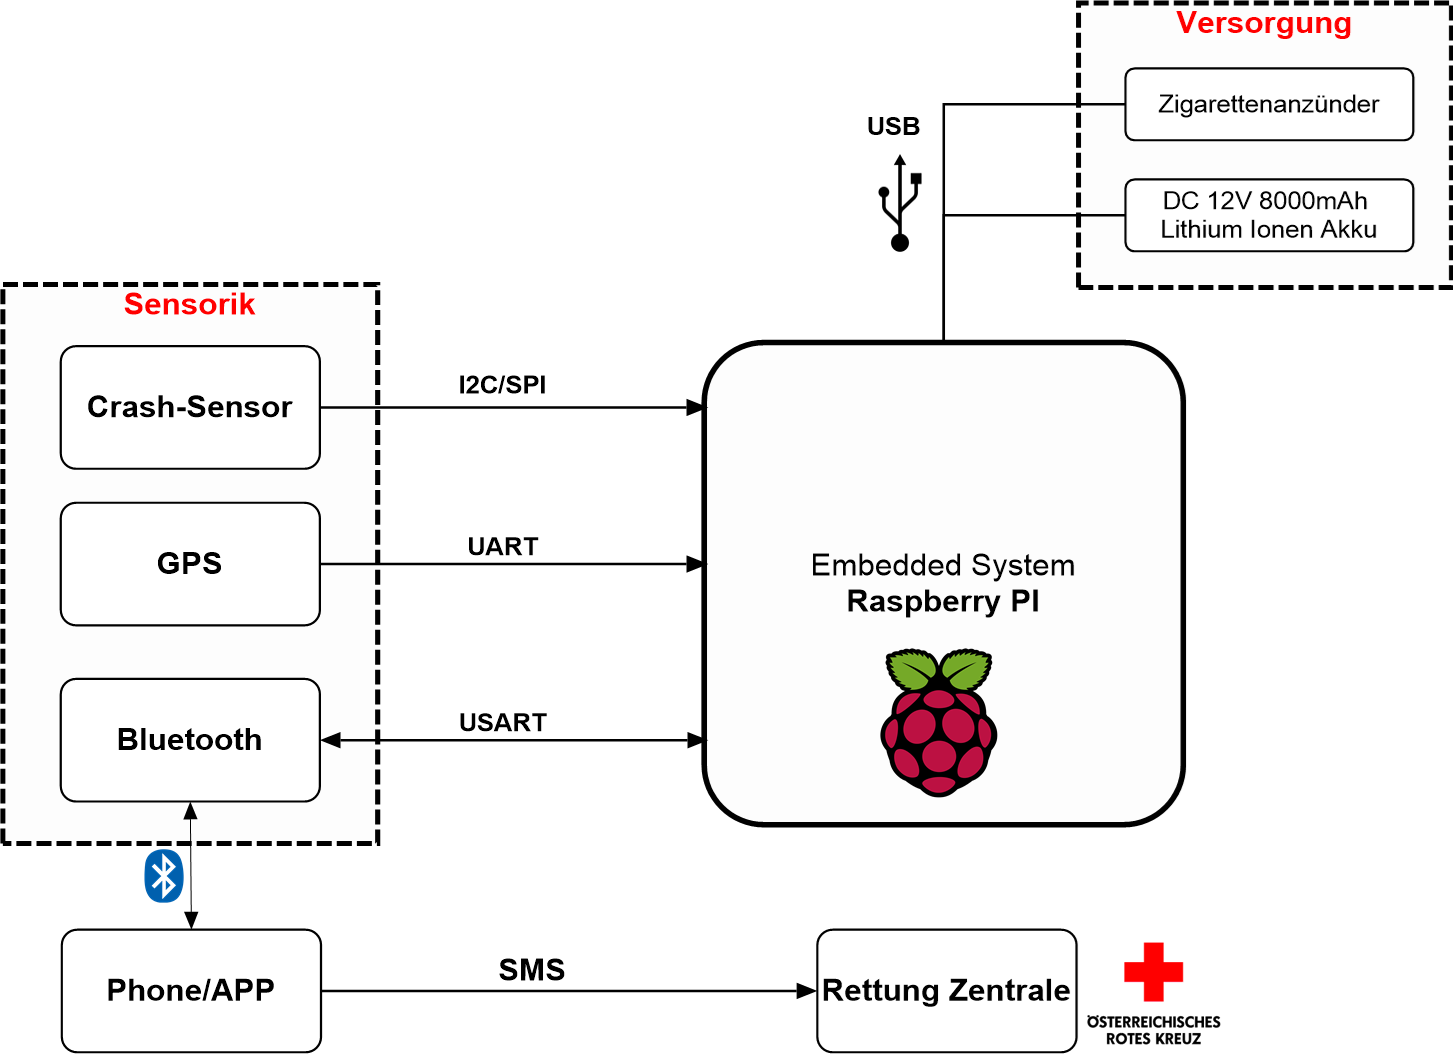 Versorgung
Zigarettenanzünder
USB
DC 12V 8000mAh
Lithium Ionen Akku
Sensorik
Crash-Sensor
I2C/SPI
GPS
UART
Embedded System
Raspberry PI
Bluetooth
USART
Phone/APP
SMS
Rettung Zentrale
ÖSTERREICHISCHES
ROTES KREUZ